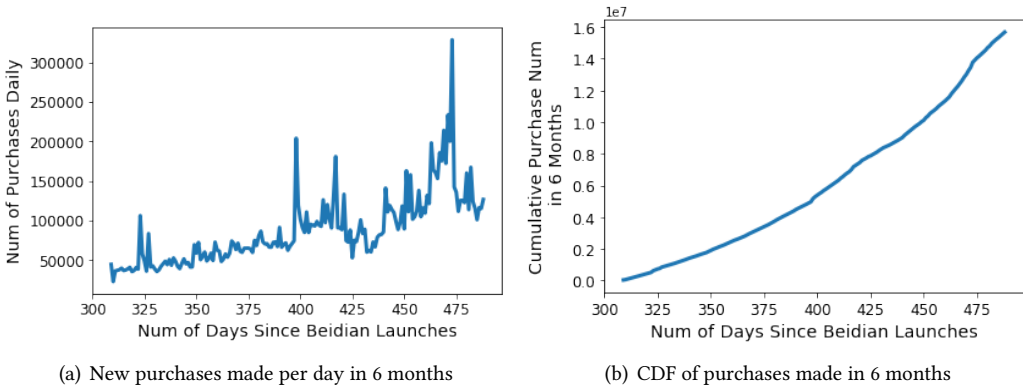 300000
250000
200000
150000
100000
50000
Num of Purchases Daily
300 325 350 375 400 425 450 475
Num of Days Since Beidian Launches
(a) New purchases made per day in 6 months
1e7
1.6
1.4
1.2
1.0
0.8
0.6
0.4
0.2
0.0
Cumulative Purchase Num
in 6 Months
300 325 350 375 400 425 450 475
Num of Days Since Beidian Launches
(b) CDF of purchases made in 6 months